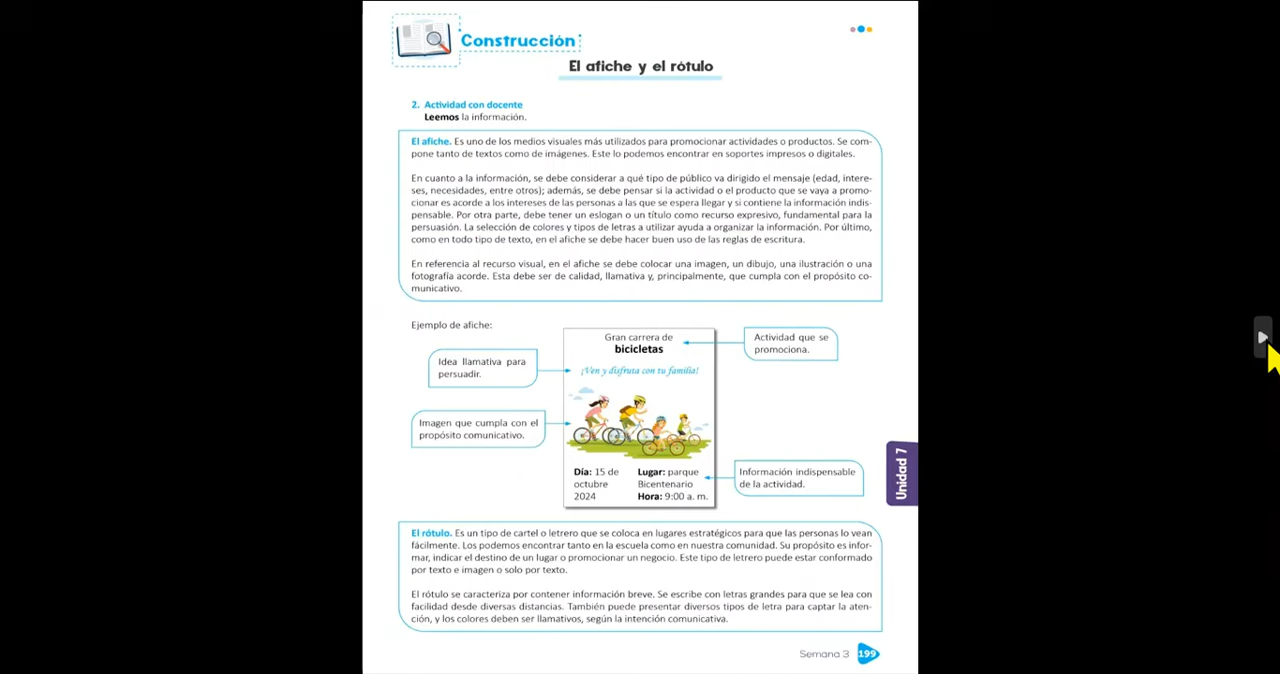 Construcción
El afiche y el rótulo
2. Actividad con docente
Leemos la información.
El afiche. Es uno de los medios visuales más utilizados para promocionar actividades o productos. Se com-
pone tanto de textos como de imágenes. Este lo podemos encontrar en soportes impresos o digitales.
En cuanto a la información, se debe considerar a qué tipo de público va dirigido el mensaje (edad, intere-
ses, necesidades, entre otros); además, se debe pensar si la actividad o el producto que se vaya a promo-
cionar es acorde a los intereses de las personas a las que se espera llegar y si contiene la información indis-
pensable. Por otra parte, debe tener un eslogan o un título como recurso expresivo, fundamental para la
persuasión. La selección de colores y tipos de letras a utilizar ayuda a organizar la información. Por último,
como en todo tipo de texto, en el afiche se debe hacer buen uso de las reglas de escritura.
En referencia al recurso visual, en el afiche se debe colocar una imagen, un dibujo, una ilustración o una
fotografía acorde. Esta debe ser de calidad, llamativa y, principalmente, que cumpla con el propósito co-
municativo.
Ejemplo de afiche:
Gran carrera de
bicicletas
Actividad que se
promociona.
Idea llamativa para
persuadir.
¡Ven y disfruta con tu familia!
Imagen que cumpla con el
propósito comunicativo.
Día: 15 de
octubre
2024
Lugar: parque
Bicentenario
Hora: 9:00 a. m.
Información indispensable
de la actividad.
Unidad 7
El rótulo. Es un tipo de cartel o letrero que se coloca en lugares estratégicos para que las personas lo vean
fácilmente. Los podemos encontrar tanto en la escuela como en nuestra comunidad. Su propósito es infor-
mar, indicar el destino de un lugar o promocionar un negocio. Este tipo de letrero puede estar conformado
por texto e imagen o solo por texto.
El rótulo se caracteriza por contener información breve. Se escribe con letras grandes para que se lea con
facilidad desde diversas distancias. También puede presentar diversos tipos de letra para captar la aten-
ción, y los colores deben ser llamativos, según la intención comunicativa.
Semana 3 199